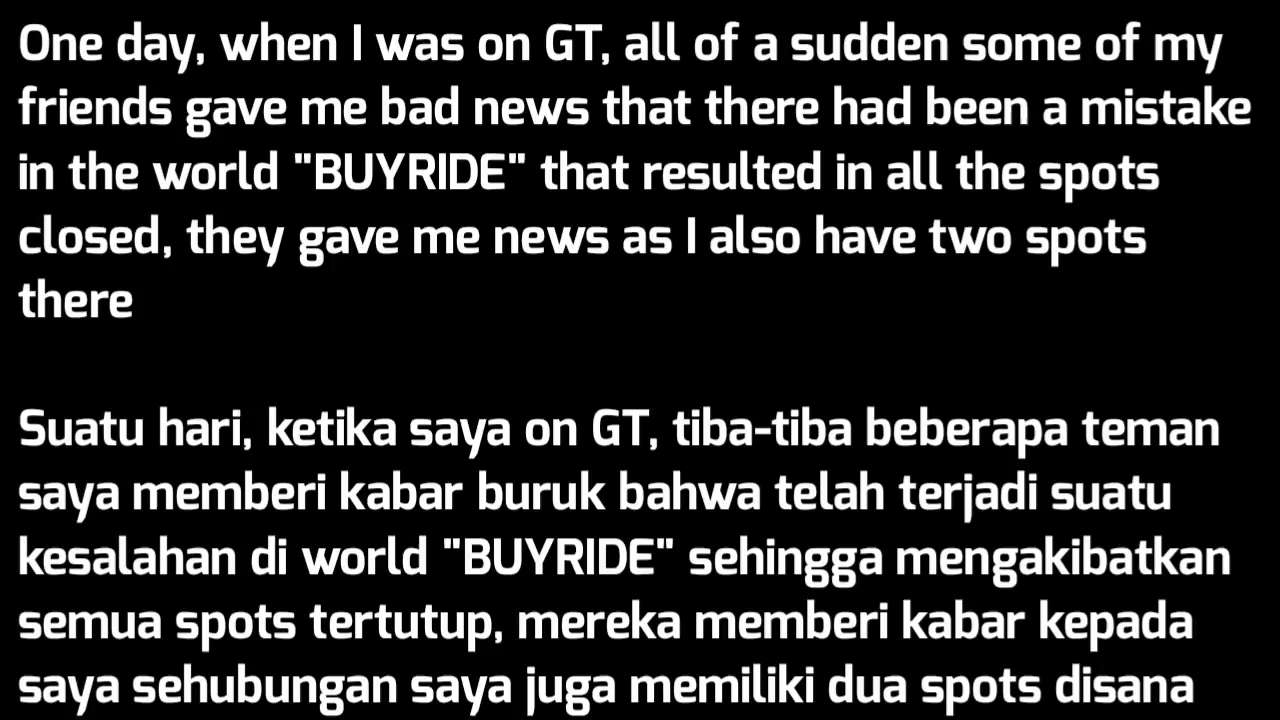 One day, when I was on GT, all of a sudden some of my
friends gave me bad news that there had been a mistake
in the world "BUYRIDE" that resulted in all the spots
closed, they gave me news as I also have two spots
there
Suatu hari, ketika saya on GT, tiba-tiba beberapa teman
saya memberi kabar buruk bahwa telah terjadi suatu
kesalahan di world "BUYRIDE" sehingga mengakibatkan
semua spots tertutup, mereka memberi kabar kepada
saya sehubungan saya juga memiliki dua spots disana